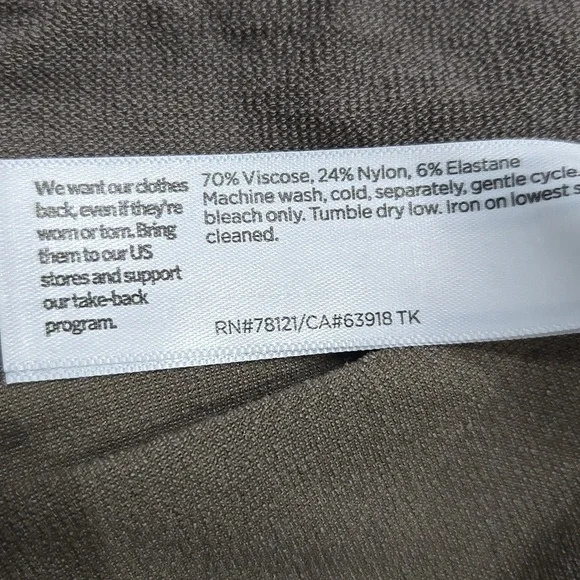 We want our clothes
back, even if they're
worn or torn. Bring
them to our US
stores and support
our take-back
program.
70% Viscose, 24% Nylon, 6% Elastane
Machine wash, cold, separately, gentle cycle.
bleach only. Tumble dry low. Iron on lowest s
cleaned.
RN#78121/CA#63918 TK